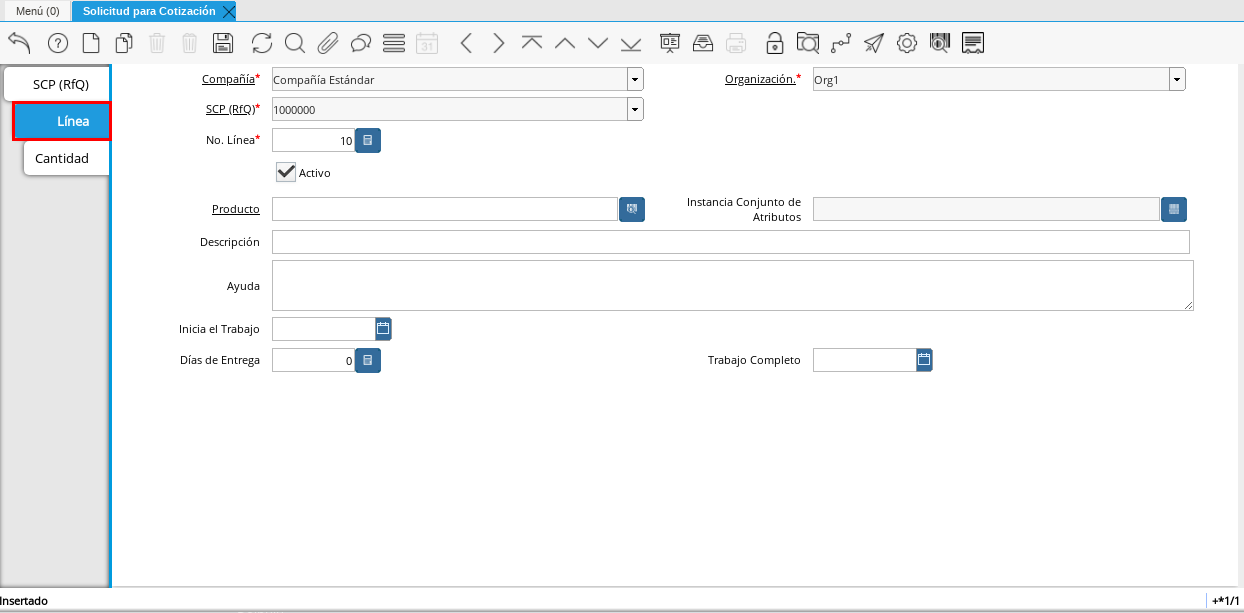 Menú (0)
Solicitud para Cotización
31
SCP (RfQ)
Línea
Cantidad
Compañía* Compañía Estándar
Organización.* Org1
SCP (RfQ)* 1000000
No. Línea* 10
Activo
Producto
Instancia Conjunto de
Atributos
Descripción
Ayuda
Inicia el Trabajo
Días de Entrega 0
Trabajo Completo
Insertado
+*1/1